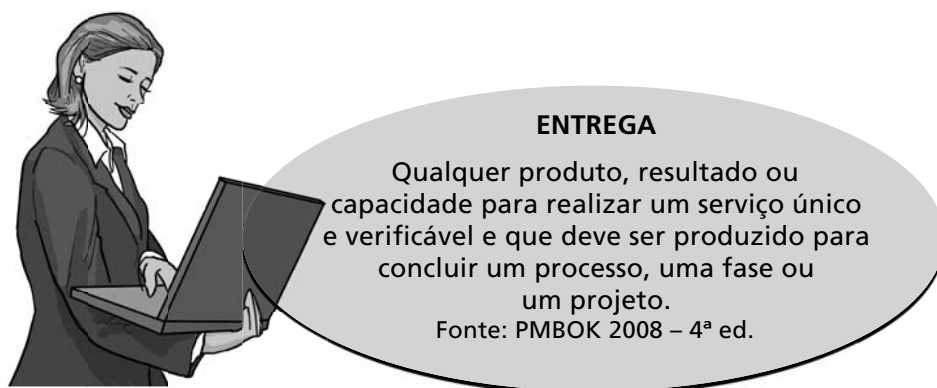 ENTREGA
Qualquer produto, resultado ou
capacidade para realizar um serviço único
e verificável e que deve ser produzido para
concluir um processo, uma fase ou
um projeto.
Fonte: PMBOK 2008 – 4ª ed.